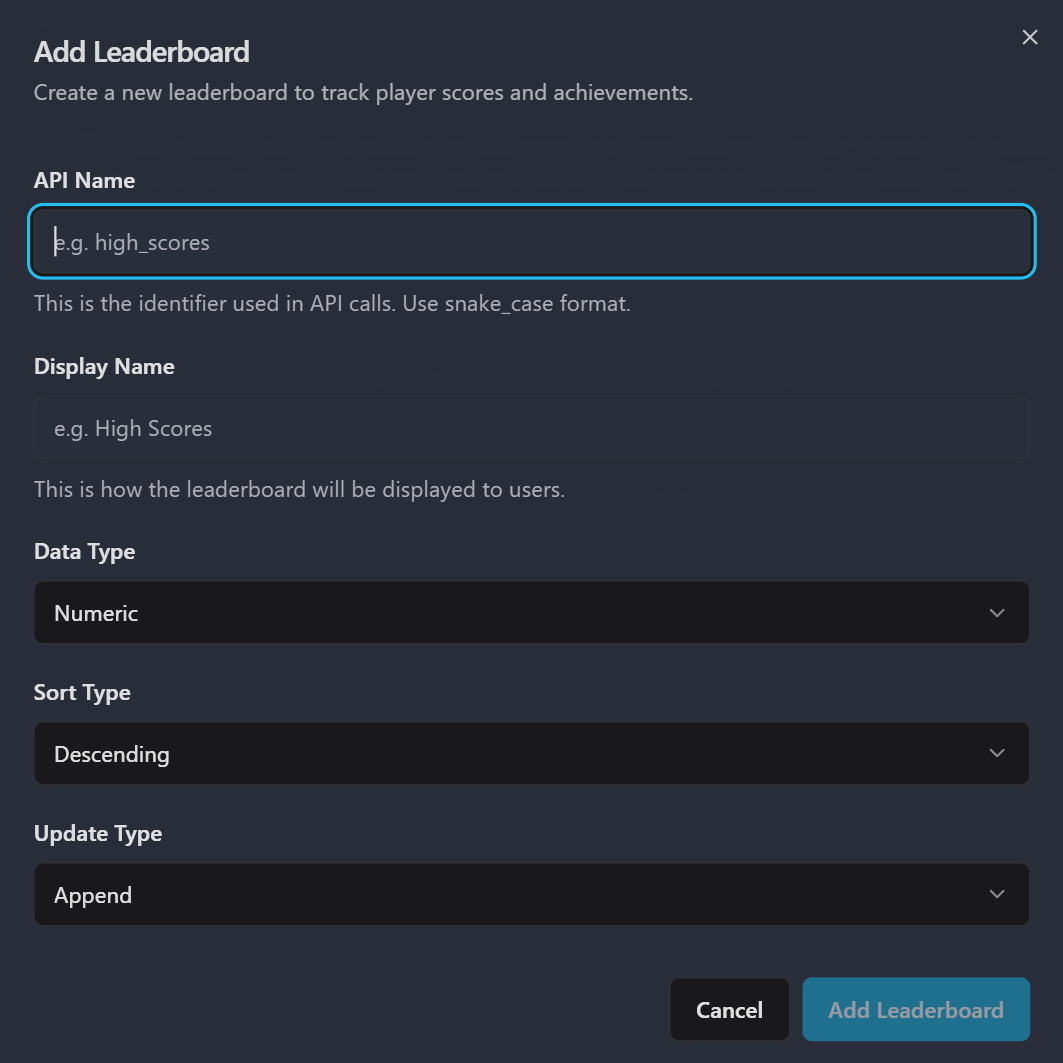 Add Leaderboard
Create a new leaderboard to track player scores and achievements.
API Name
e.g. high_scores
This is the identifier used in API calls. Use snake_case format.
Display Name
e.g. High Scores
This is how the leaderboard will be displayed to users.
Data Type
Numeric
Sort Type
Descending
Update Type
Append
Cancel
Add Leaderboard